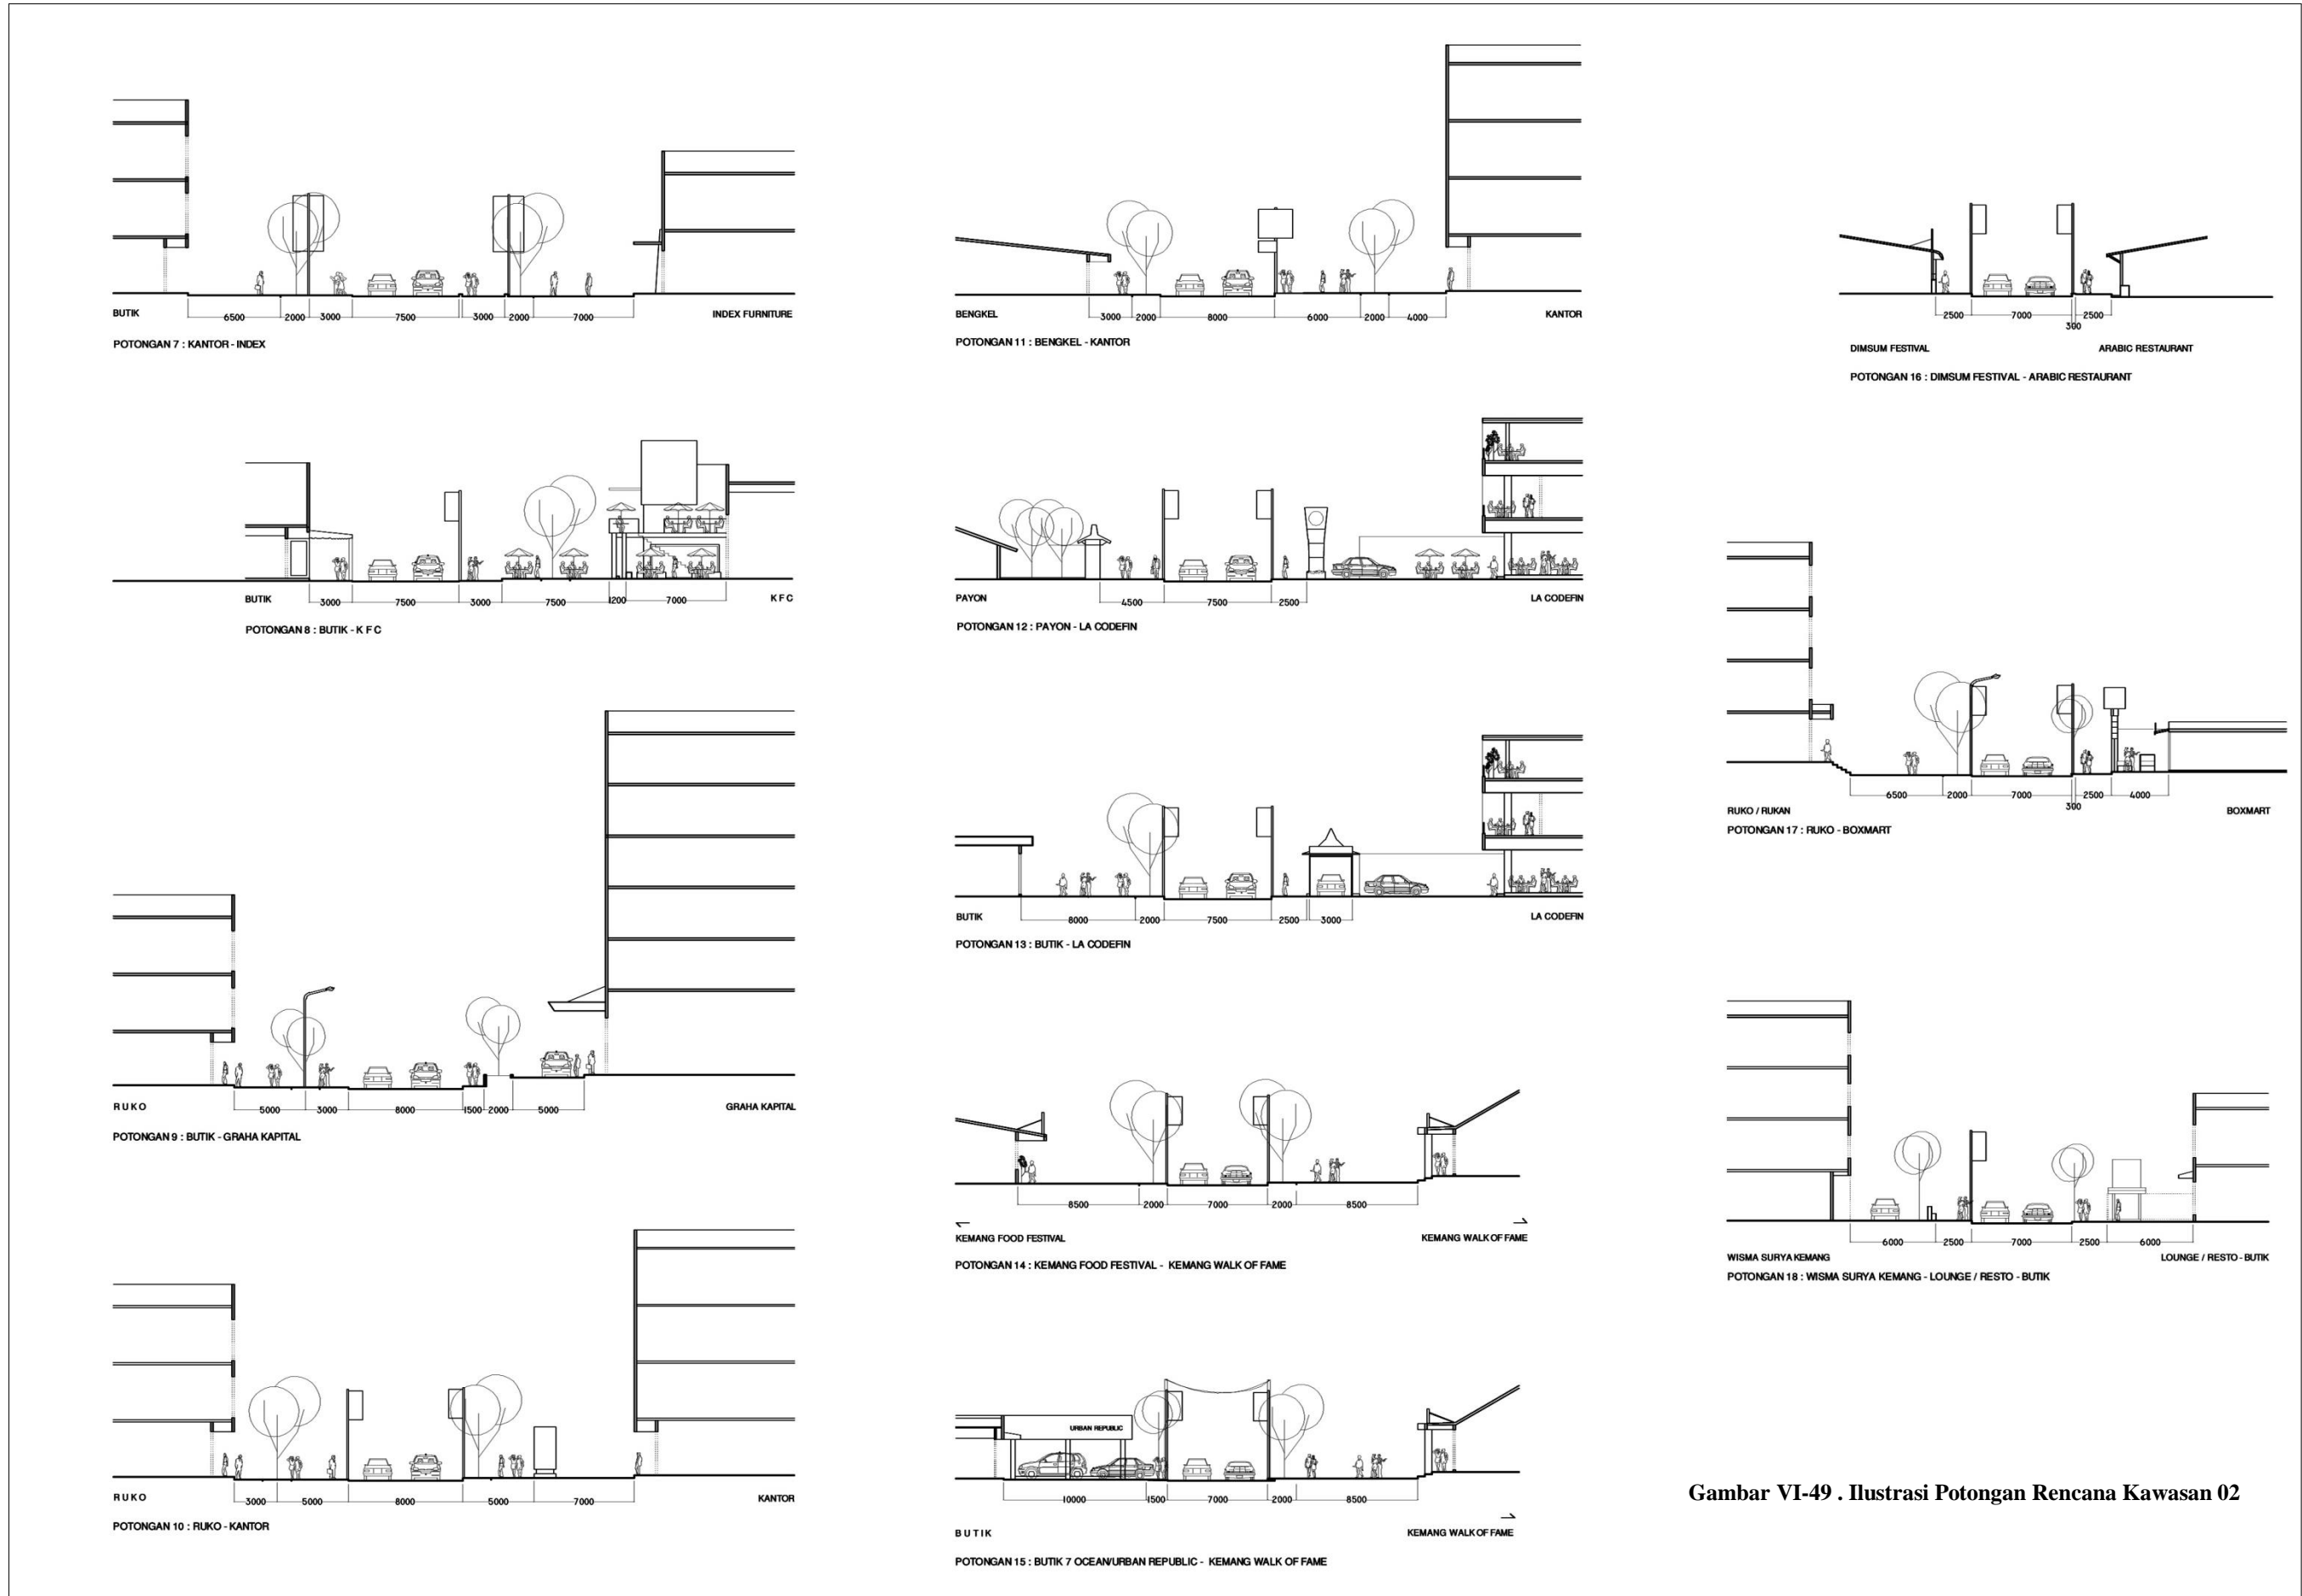 BUTIK
6500 2000 3000 7500 3000 2000 7000
INDEX FURNITURE
POTONGAN 7 : KANTOR - INDEX
BUTIK
3000 7500 3000 7500 1200 7000
K F C
POTONGAN 8 : BUTIK - K F C
R U K O
5000 3000 8000 1500 2000 5000
GRAHA KAPITAL
POTONGAN 9 : BUTIK - GRAHA KAPITAL
R U K O
3000 5000 8000 5000 7000
KANTOR
POTONGAN 10 : RUKO - KANTOR
BENGKEL
3000 2000 8000 6000 2000 4000
KANTOR
POTONGAN 11 : BENGKEL - KANTOR
PAYON
4500 7500 2500
LA CODEFIN
POTONGAN 12 : PAYON - LA CODEFIN
BUTIK
8000 2000 7500 2500 3000
LA CODEFIN
POTONGAN 13 : BUTIK - LA CODEFIN
8500 2000 7000 2000 8500
KEMANG FOOD FESTIVAL
KEMANG WALK OF FAME
POTONGAN 14 : KEMANG FOOD FESTIVAL - KEMANG WALK OF FAME
URBAN REPUBLIC
10000 1500 7000 2000 8500
B U T I K
KEMANG WALK OF FAME
POTONGAN 15 : BUTIK 7 OCEAN/URBAN REPUBLIC - KEMANG WALK OF FAME
2500 7000 2500
300
DIMSUM FESTIVAL
ARABIC RESTAURANT
POTONGAN 16 : DIMSUM FESTIVAL - ARABIC RESTAURANT
6500 2000 7000 2500 4000
300
RUKO / RUKAN
BOXMART
POTONGAN 17 : RUKO - BOXMART
6000 2500 7000 2500 6000
WISMA SURYA KEMANG
LOUNGE / RESTO - BUTIK
POTONGAN 18 : WISMA SURYA KEMANG - LOUNGE / RESTO - BUTIK
Gambar VI-49 . Ilustrasi Potongan Rencana Kawasan 02